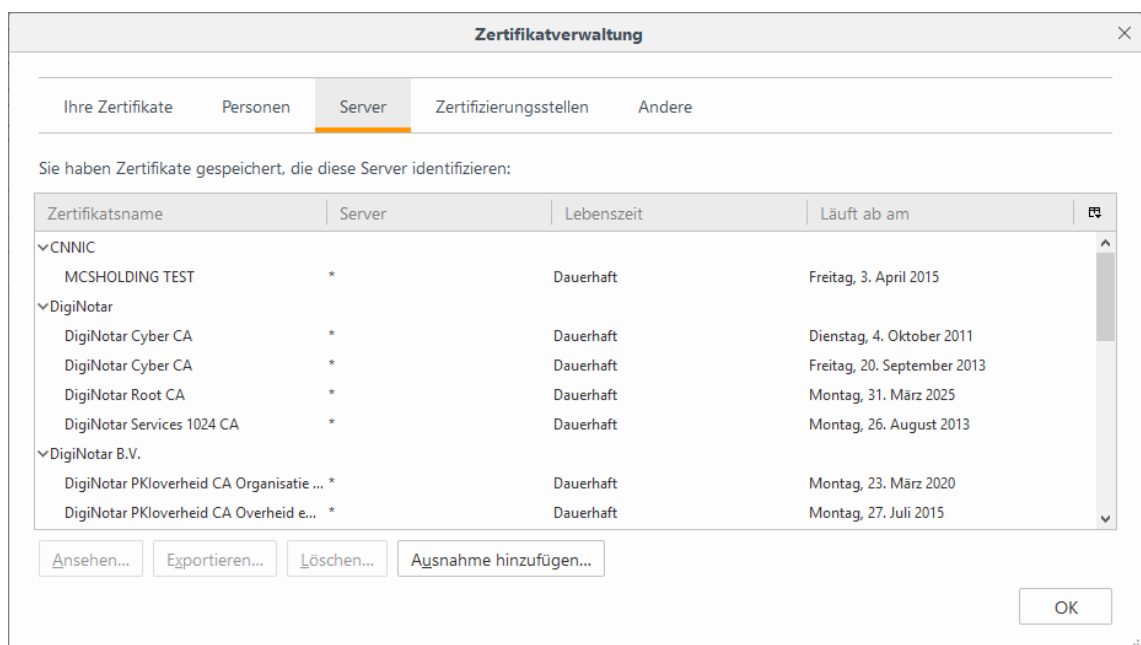 Zertifikatverwaltung
Ihre Zertifikate Personen Server Zertifizierungsstellen Andere
Sie haben Zertifikate gespeichert, die diese Server identifizieren:
Zertifikatsname Server Lebenszeit Läuft ab am
CNNIC
MCSHOLDING TEST * Dauerhaft Freitag, 3. April 2015
DigiNotar
DigiNotar Cyber CA * Dauerhaft Dienstag, 4. Oktober 2011
DigiNotar Cyber CA * Dauerhaft Freitag, 20. September 2013
DigiNotar Root CA * Dauerhaft Montag, 31. März 2025
DigiNotar Services 1024 CA * Dauerhaft Montag, 26. August 2013
DigiNotar B.V.
DigiNotar PKIoverheid CA Organisatie ... * Dauerhaft Montag, 23. März 2020
DigiNotar PKIoverheid CA Overheid e... * Dauerhaft Montag, 27. Juli 2015
Ansehen... Exportieren... Löschen... Ausnahme hinzufügen...
OK